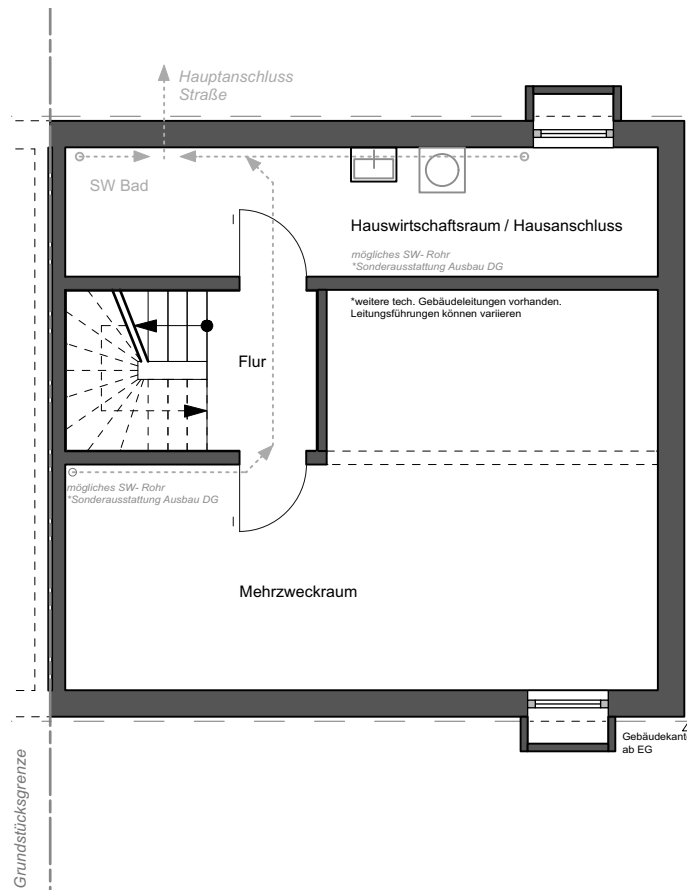 Hauptanschluss
Straße
SW Bad
Hauswirtschaftsraum / Hausanschluss
mögliches SW- Rohr
*Sonderausstattung Ausbau DG
*weitere tech. Gebäudeleitungen vorhanden.
Leitungsführungen können variieren
Flur
mögliches SW- Rohr
*Sonderausstattung Ausbau DG
Mehrzweckraum
Gebäudekant
ab EG
Grundstücksgrenze